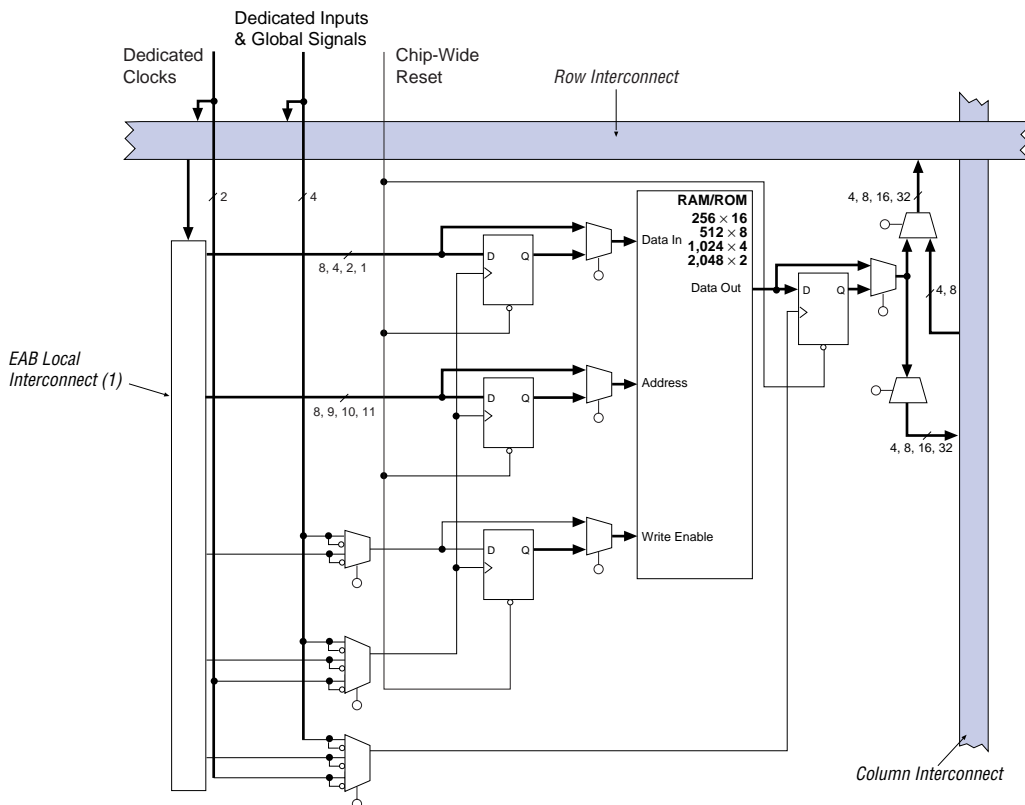 Dedicated Inputs
& Global Signals
Dedicated
Clocks
Chip-Wide
Reset
Row Interconnect
2
4
4, 8, 16, 32
RAM/ROM
256 × 16
512 × 8
1,024 × 4
2,048 × 2
Data In
D
Q
8, 4, 2, 1
Data Out
D
Q
4, 8
EAB Local
Interconnect (1)
Address
D
Q
8, 9, 10, 11
4, 8, 16, 32
Write Enable
D
Q
Column Interconnect